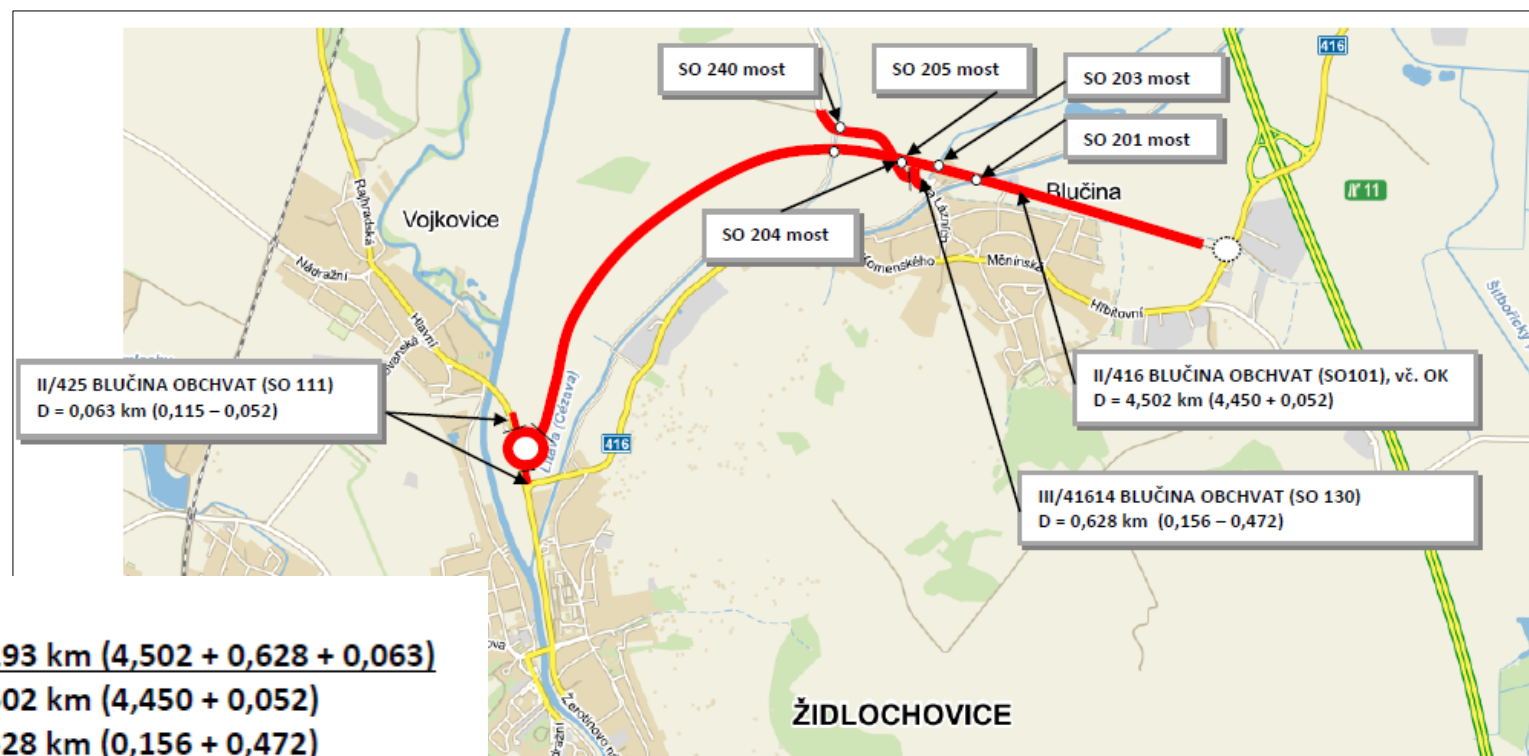 416
SO 240 most
SO 205 most
SO 203 most
SO 201 most
11
Blučina
Rajhradská
Vojkovice
SO 204 most
Nádražní
Komenského
Měnínská
Hřbitovní
Hlavní
II/425 BLUČINA OBCHVAT (SO 111)
D = 0,063 km (0,115 – 0,052)
II/416 BLUČINA OBCHVAT (SO101), vč. OK
D = 4,502 km (4,450 + 0,052)
Litava (Cézava)
416
III/41614 BLUČINA OBCHVAT (SO 130)
D = 0,628 km (0,156 – 0,472)
93 km (4,502 + 0,628 + 0,063)
02 km (4,450 + 0,052)
28 km (0,156 + 0,472)
ŽIDLOCHOVICE